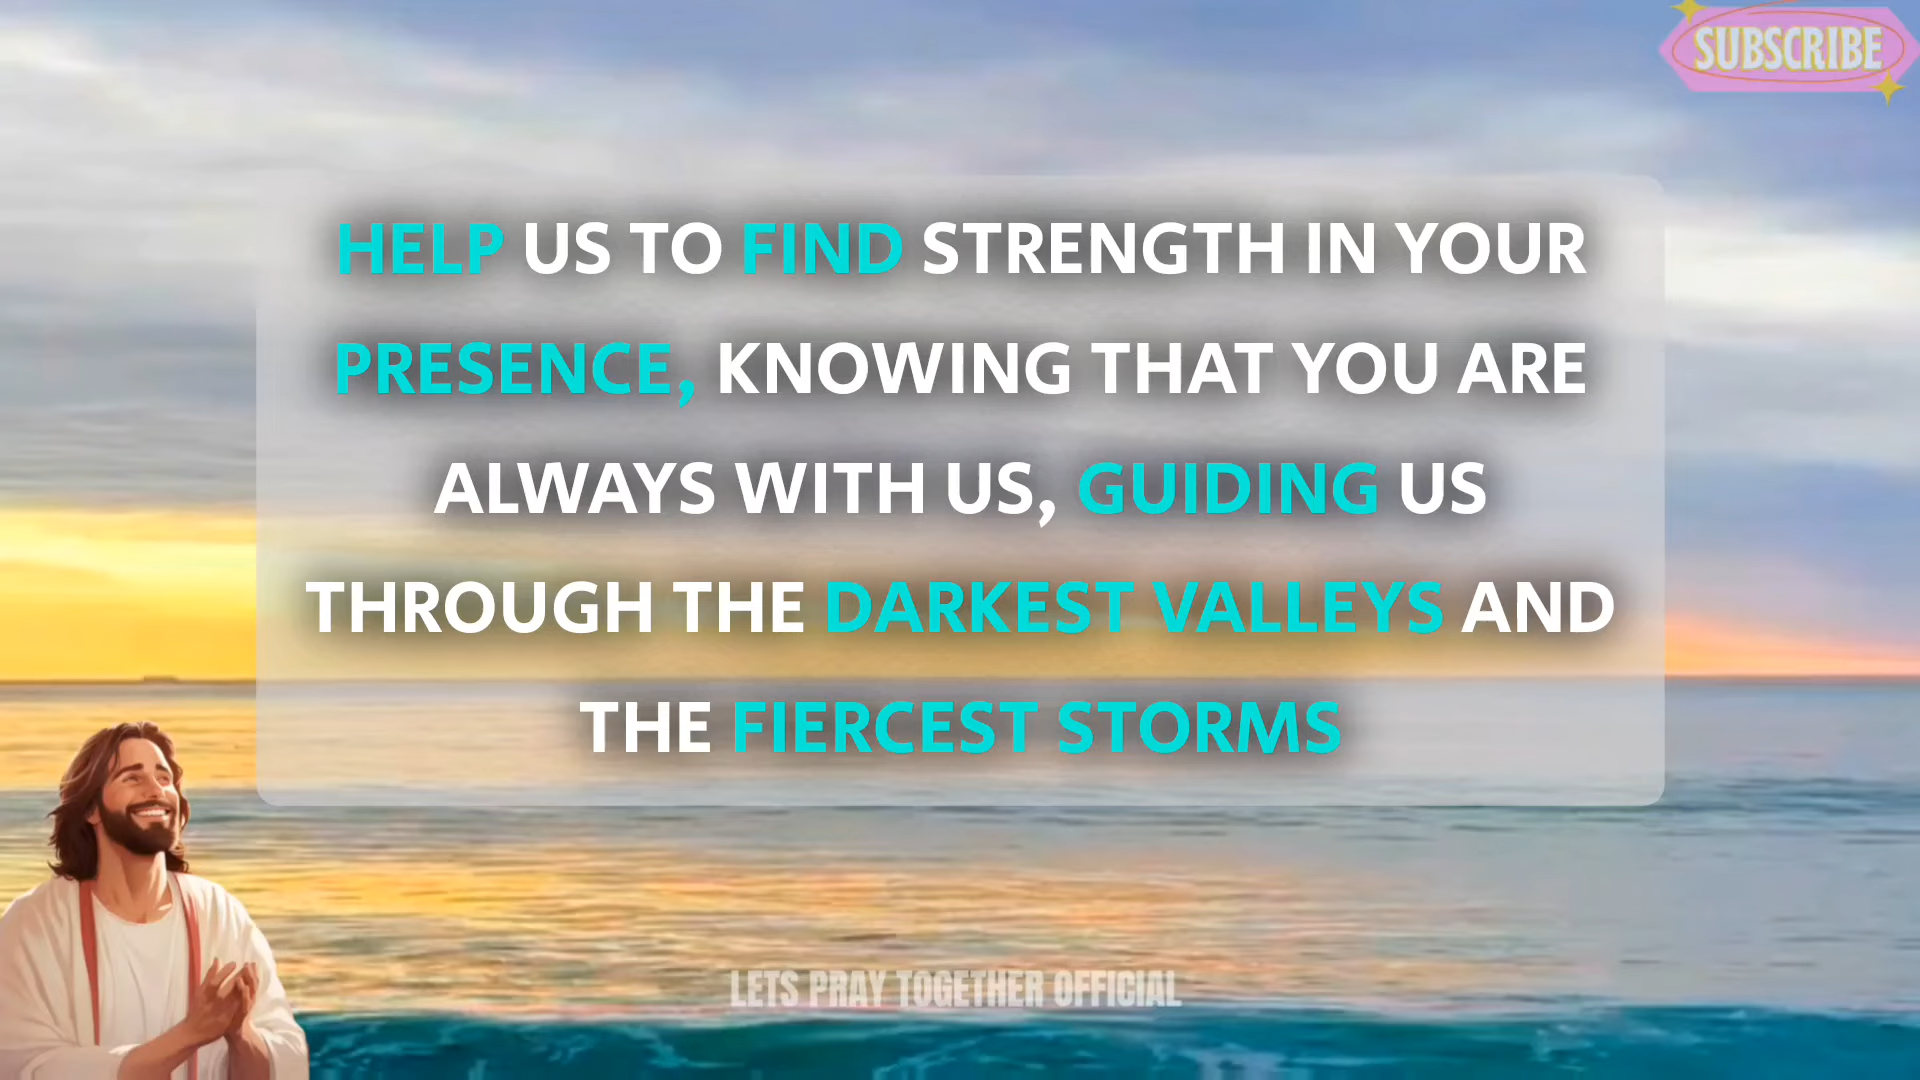 SUBSCRIBE
HELP US TO FIND STRENGTH IN YOUR
PRESENCE, KNOWING THAT YOU ARE
ALWAYS WITH US, GUIDING US
THROUGH THE DARKEST VALLEYS AND
THE FIERCEST STORMS
LETS PRAY TOGETHER OFFICIAL